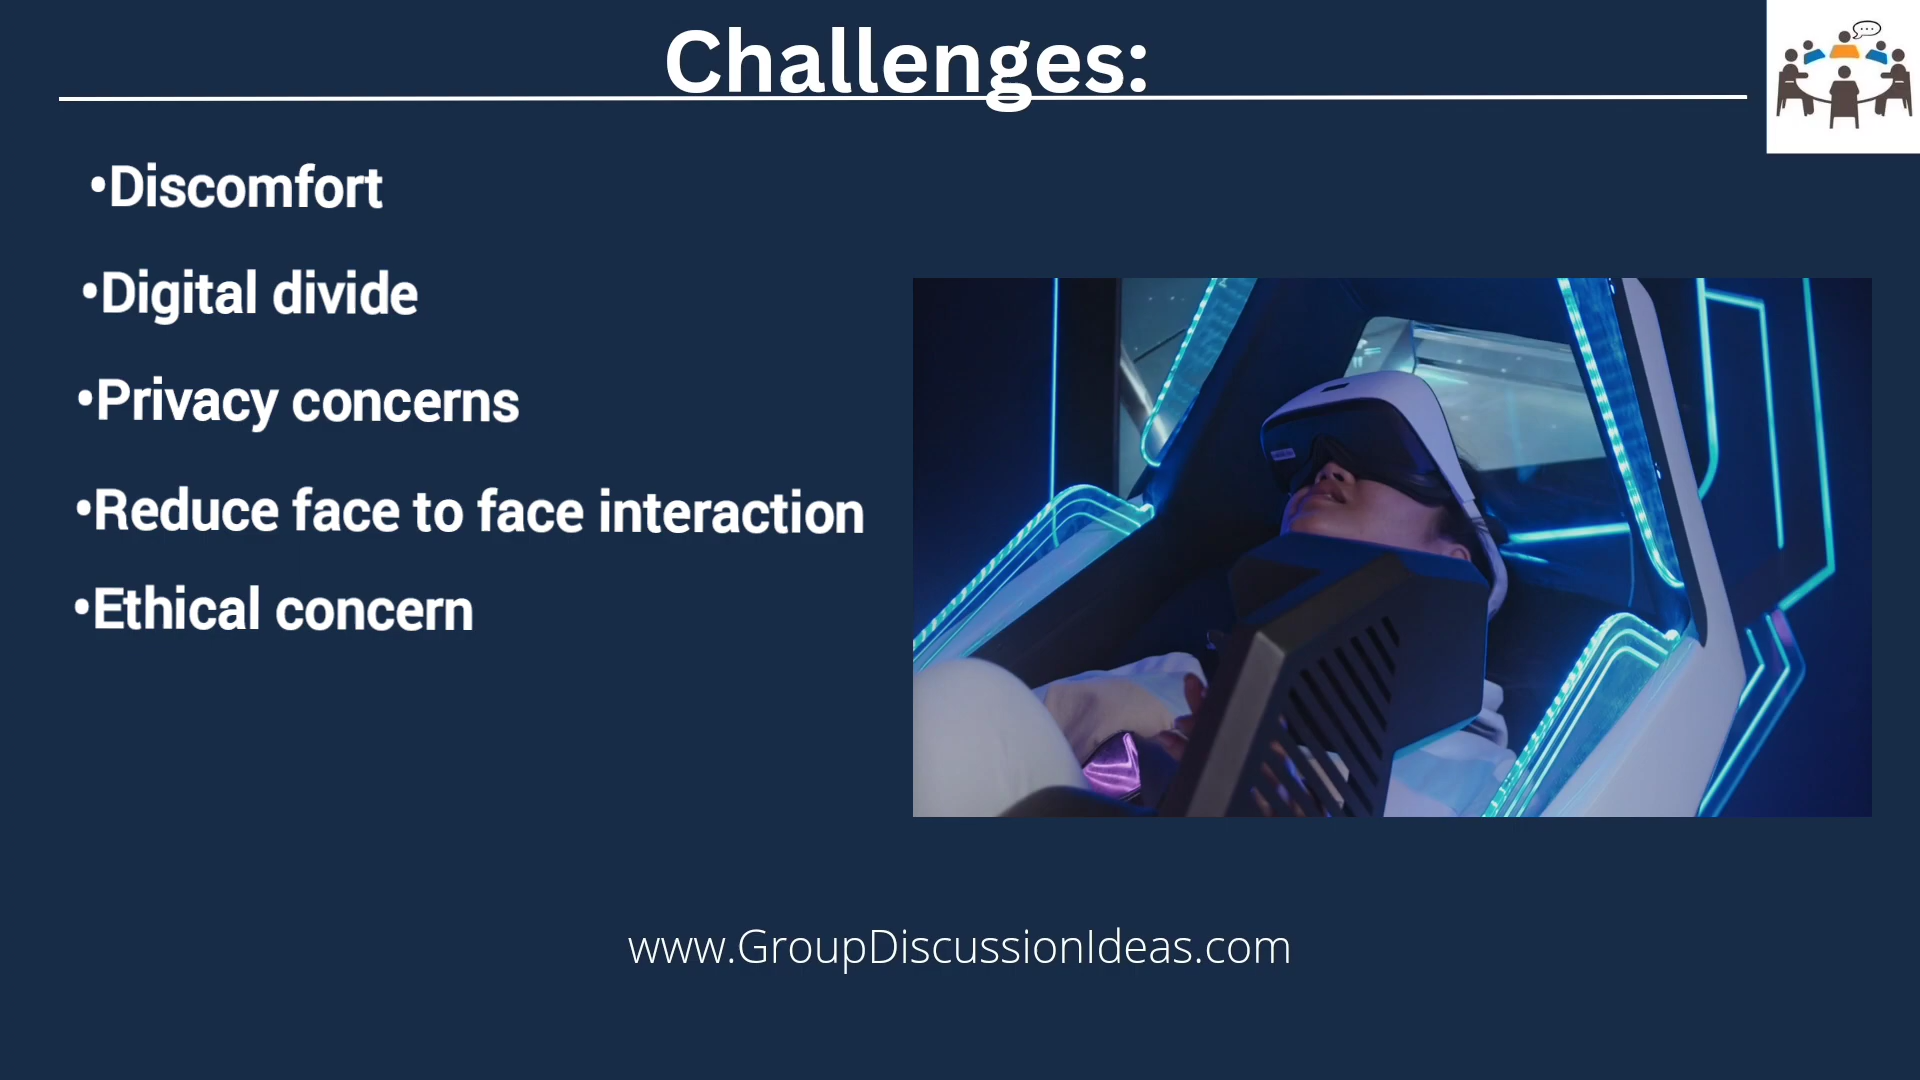 Challenges:
•Discomfort
•Digital divide
•Privacy concerns
•Reduce face to face interaction
•Ethical concern
www.GroupDiscussionIdeas.com